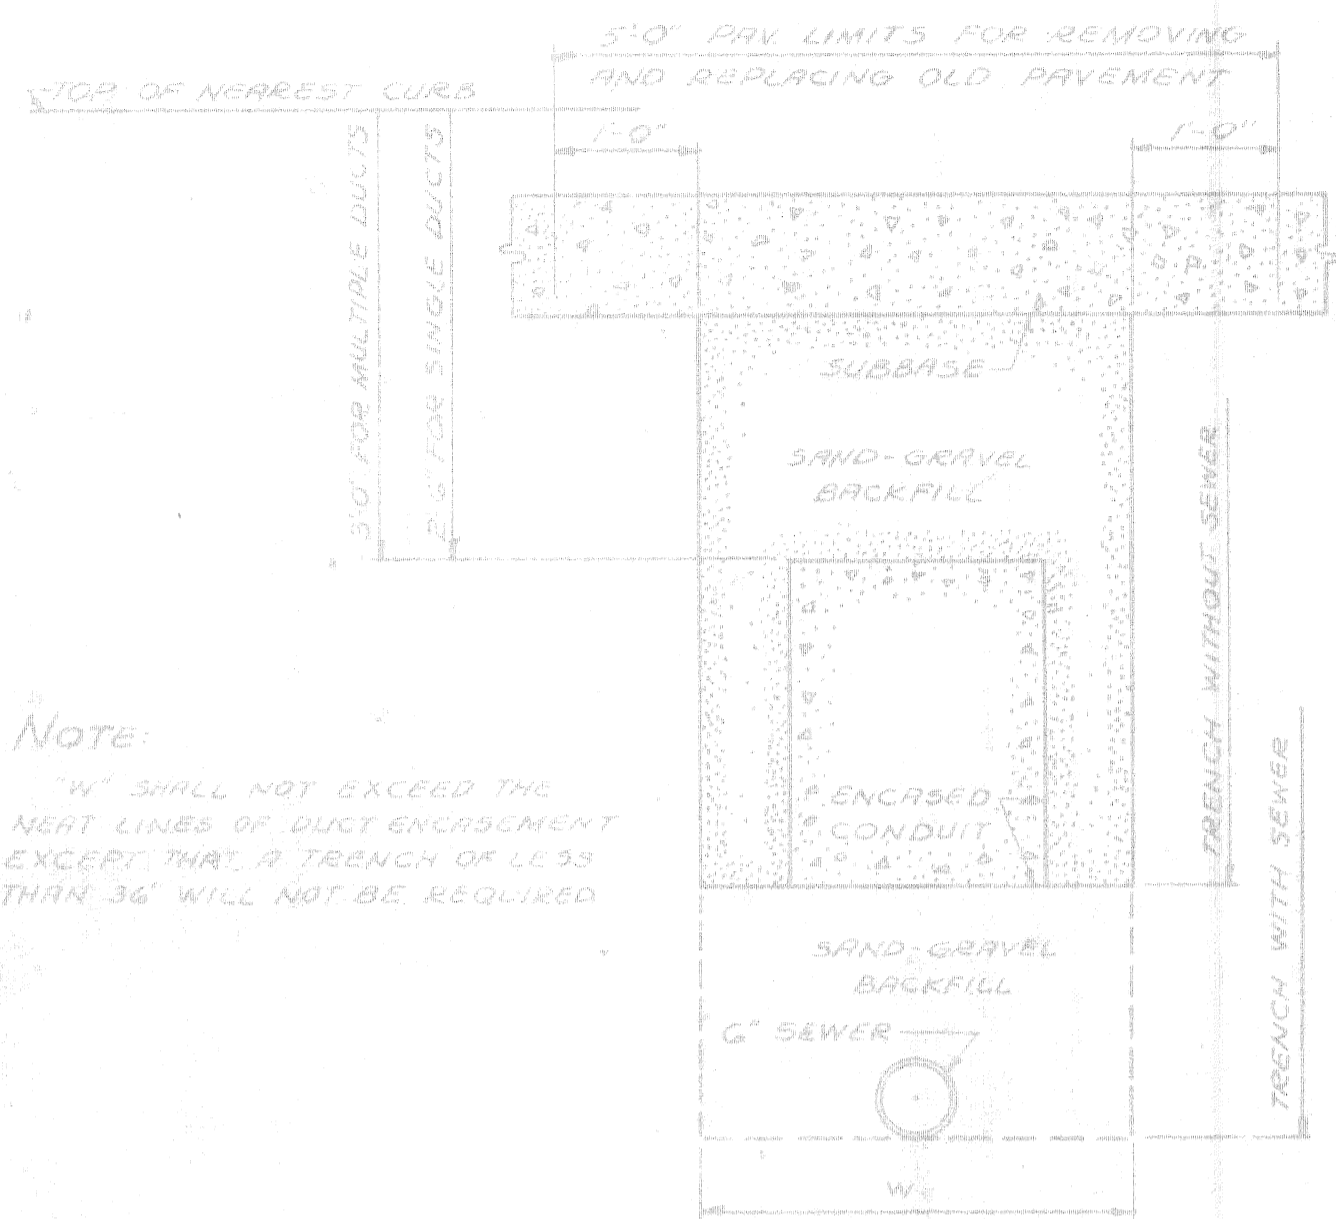 5'-0" PAV. LIMITS FOR REMOVING
AND REPLACING OLD PAVEMENT
TOP OF NEAREST CURB
1'-0"
1'-0"
3'-0" FOR MULTIPLE DUCTS
2'-6" FOR SINGLE DUCTS
SUBBASE
SAND-GRAVEL
BACKFILL
TRENCH WITHOUT SEWER
NOTE:
"W" SHALL NOT EXCEED THE
NEAT LINES OF DUCT ENCASEMENT
EXCEPT THAT A TRENCH OF LESS
THAN 36" WILL NOT BE REQUIRED
ENCASED
CONDUIT
TRENCH WITH SEWER
SAND-GRAVEL
BACKFILL
6" SEWER
W